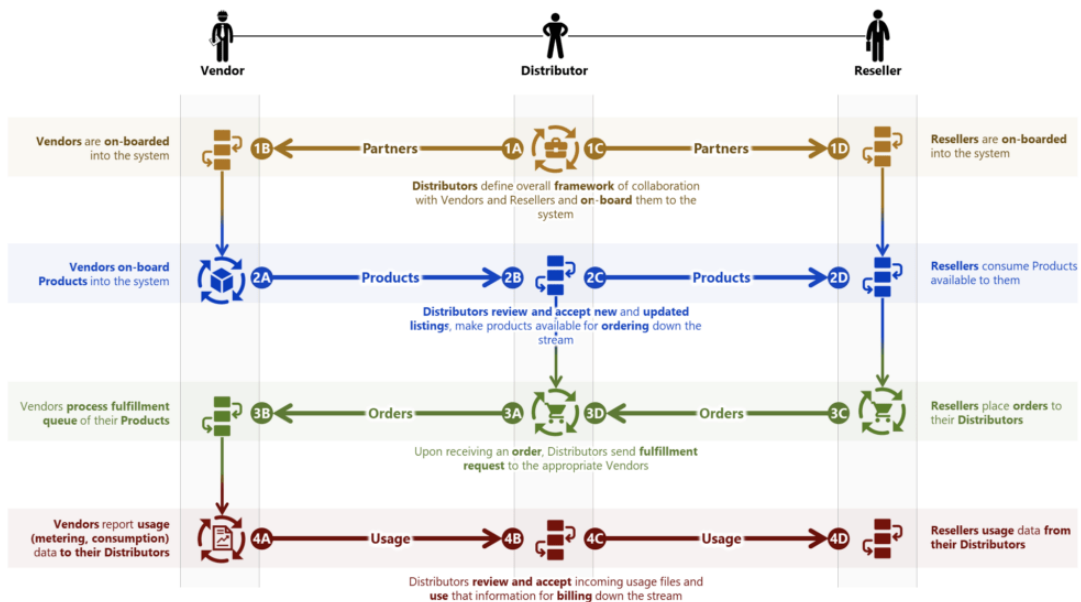 Vendor
Distributor
Reseller
Vendors are on-boarded
into the system
1B
Partners
1A
1C
Partners
1D
Resellers are on-boarded
into the system
Distributors define overall framework of collaboration
with Vendors and Resellers and on-board them to the
system
Vendors on-board
Products into the system
2A
Products
2B
2C
Products
2D
Resellers consume Products
available to them
Distributors review and accept new and updated
listings, make products available for ordering down the
stream
Vendors process fulfillment
queue of their Products
3B
Orders
3A
3D
Orders
3C
Resellers place orders to
their Distributors
Upon receiving an order, Distributors send fulfillment
request to the appropriate Vendors
Vendors report usage
(metering, consumption)
data to their Distributors
4A
Usage
4B
4C
Usage
4D
Resellers usage data from
their Distributors
Distributors review and accept incoming usage files and
use that information for billing down the stream